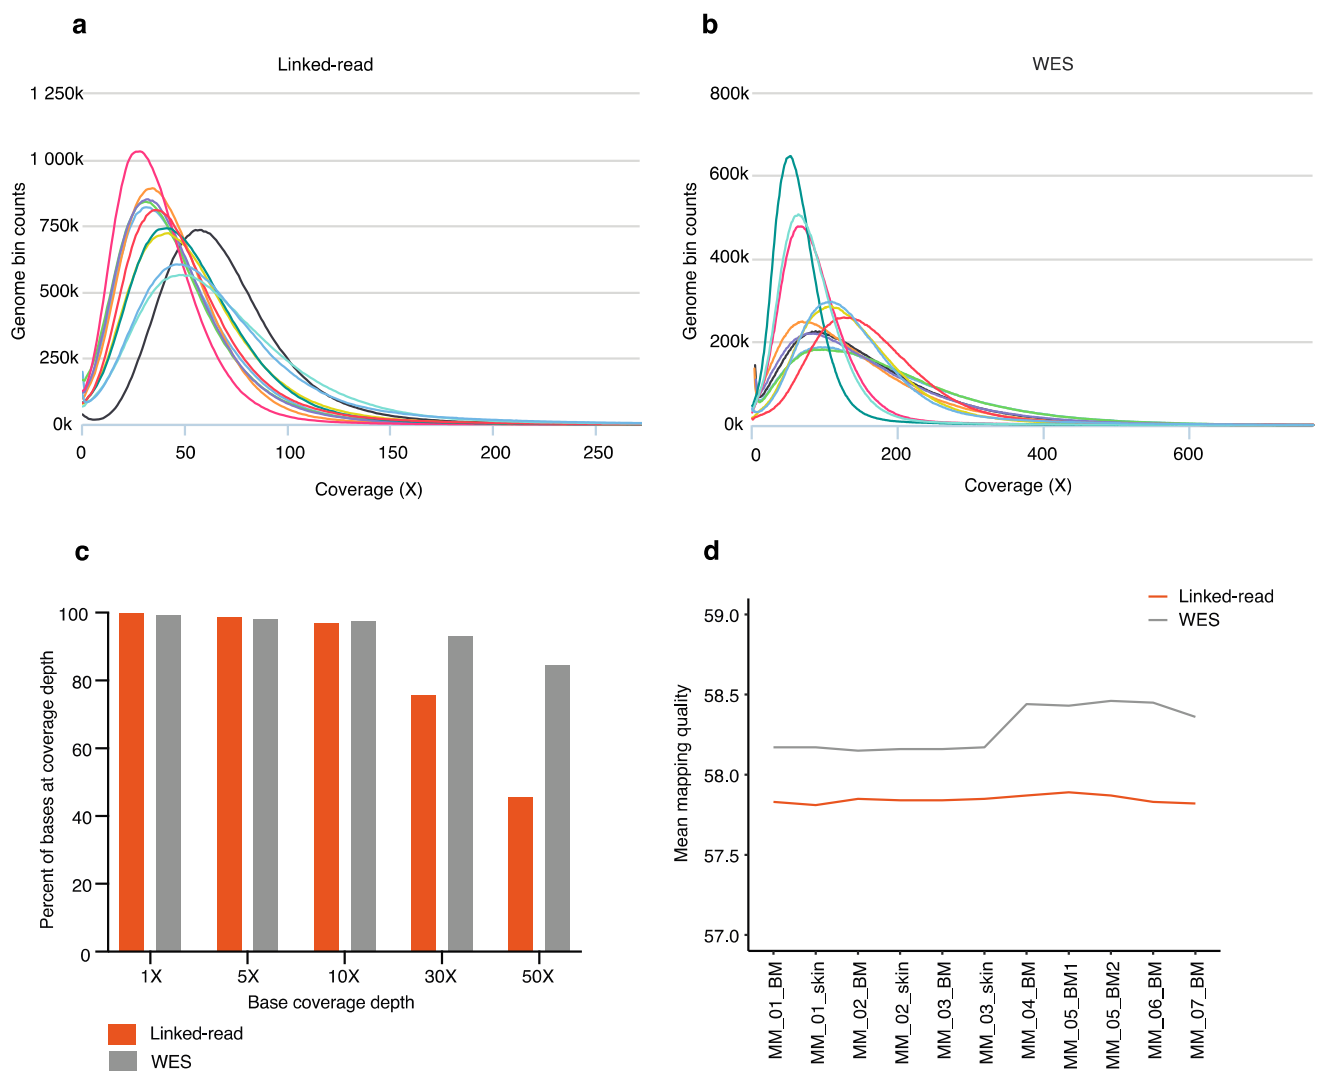 a
Linked-read
1 250k
1 000k
750k
500k
250k
0k
Genome bin counts
0
50
100
150
200
250
Coverage (X)
b
WES
800k
600k
400k
200k
0k
Genome bin counts
0
200
400
600
Coverage (X)
c
100
80
60
40
20
0
Percent of bases at coverage depth
1X
5X
10X
30X
50X
Base coverage depth
Linked-read
WES
d
Linked-read
WES
59.0
58.5
58.0
57.5
57.0
Mean mapping quality
MM_01_BM
MM_01_skin
MM_02_BM
MM_02_skin
MM_03_BM
MM_03_skin
MM_04_BM
MM_05_BM1
MM_05_BM2
MM_06_BM
MM_07_BM